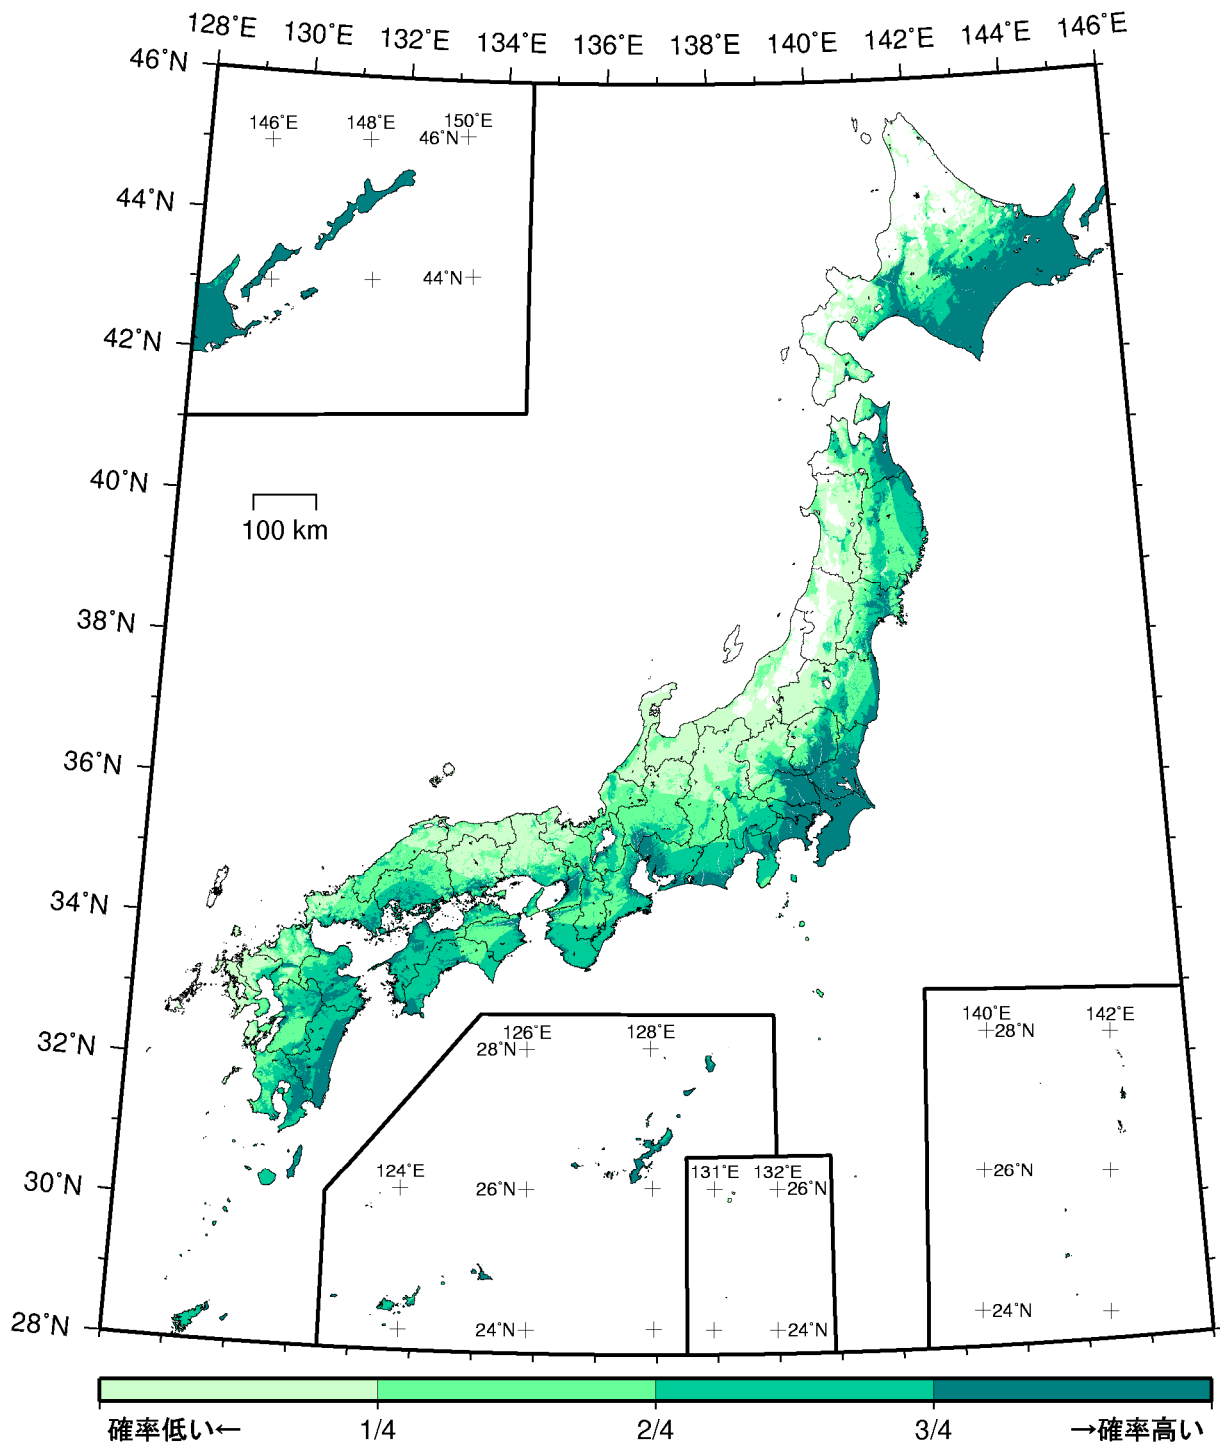 128°E 130°E 132°E 134°E 136°E 138°E 140°E 142°E 144°E 146°E
46°N
146°E 148°E 150°E
46°N
44°N
44°N
42°N
40°N
100 km
38°N
36°N
34°N
32°N
126°E 128°E
28°N
140°E 142°E
28°N
124°E
26°N
131°E 132°E
26°N
26°N
30°N
24°N
24°N
24°N
28°N
確率低い← 1/4 2/4 3/4 →確率高い